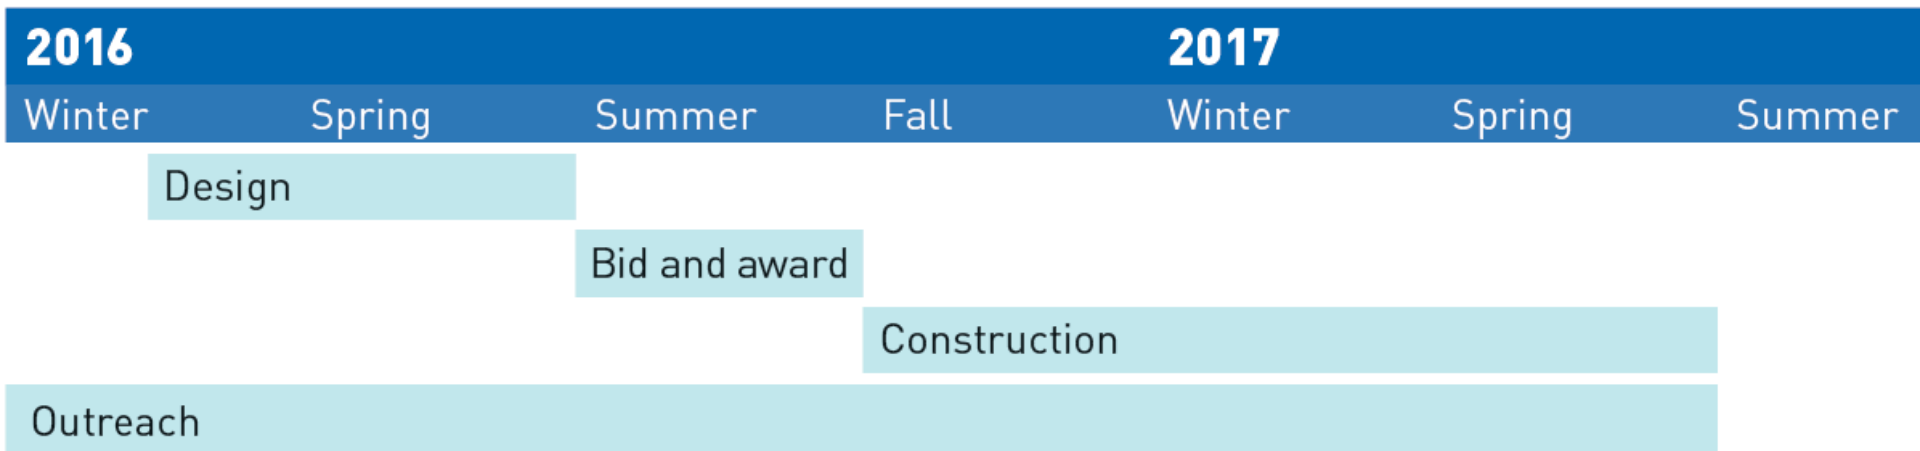 2016 2017
Winter Spring Summer Fall Winter Spring Summer
Design
Bid and award
Construction
Outreach